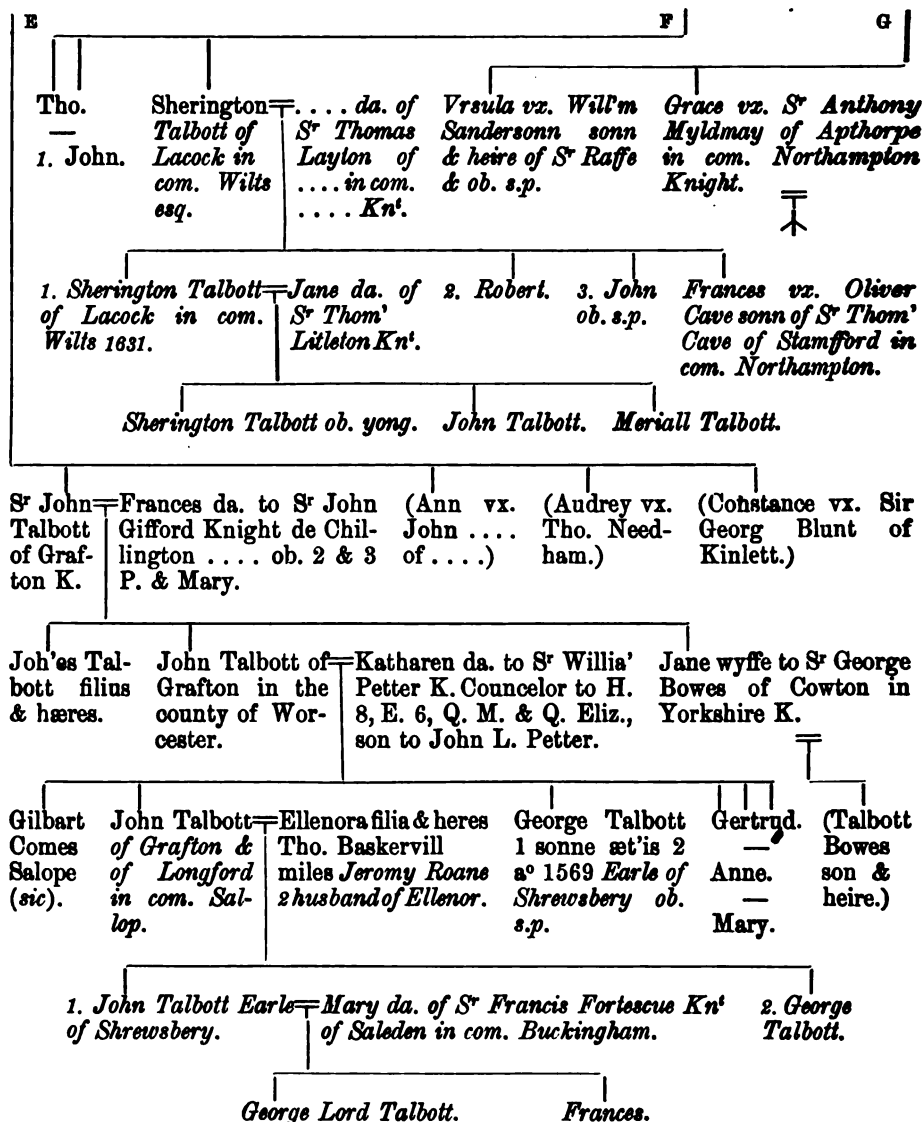 E F G
Tho.
—
1. John.
Sherington
Talbott of
Lacock in
com. Wilts
esq.
. . . . da. of
Sʳ Thomas
Layton of
. . . . in com.
. . . . Knᵗ.
Vrsula vx. Will'm
Sandersonn sonn
& heire of Sʳ Raffe
& ob. s.p.
Grace vx. Sʳ Anthony
Myldmay of Apthorpe
in com. Northampton
Knight.
1. Sherington Talbott
of Lacock in com.
Wilts 1631.
Jane da. of
Sʳ Thom'
Litleton Knᵗ.
2. Robert.
3. John
ob. s.p.
Frances vx. Oliver
Cave sonn of Sʳ Thom'
Cave of Stamfford in
com. Northampton.
Sherington Talbott ob. yong.
John Talbott.
Meriall Talbott.
Sʳ John
Talbott
of Graf-
ton K.
Frances da. to Sʳ John
Gifford Knight de Chil-
lington . . . . ob. 2 & 3
P. & Mary.
(Ann vx.
John . . . .
of . . . .)
(Audrey vx.
Tho. Need-
ham.)
(Constance vx. Sir
Georg Blunt of
Kinlett.)
Joh'es Tal-
bott filius
& hæres.
John Talbott of
Grafton in the
county of Wor-
cester.
Katharen da. to Sʳ Willia'
Petter K. Councelor to H.
8, E. 6, Q. M. & Q. Eliz.,
son to John L. Petter.
Jane wyffe to Sʳ George
Bowes of Cowton in
Yorkshire K.
Gilbart
Comes
Salope
(sic).
John Talbott
of Grafton &
of Longford
in com. Sal-
lop.
Ellenora filia & heres
Tho. Baskervill
miles Jeromy Roane
2 husband of Ellenor.
George Talbott
1 sonne æt'is 2
aº 1569 Earle of
Shrewsbery ob.
s.p.
Gertrud.
—
Anne.
—
Mary.
(Talbott
Bowes
son &
heire.)
1. John Talbott Earle
of Shrewsbery.
Mary da. of Sʳ Francis Fortescue Knᵗ
of Saleden in com. Buckingham.
2. George
Talbott.
George Lord Talbott.
Frances.